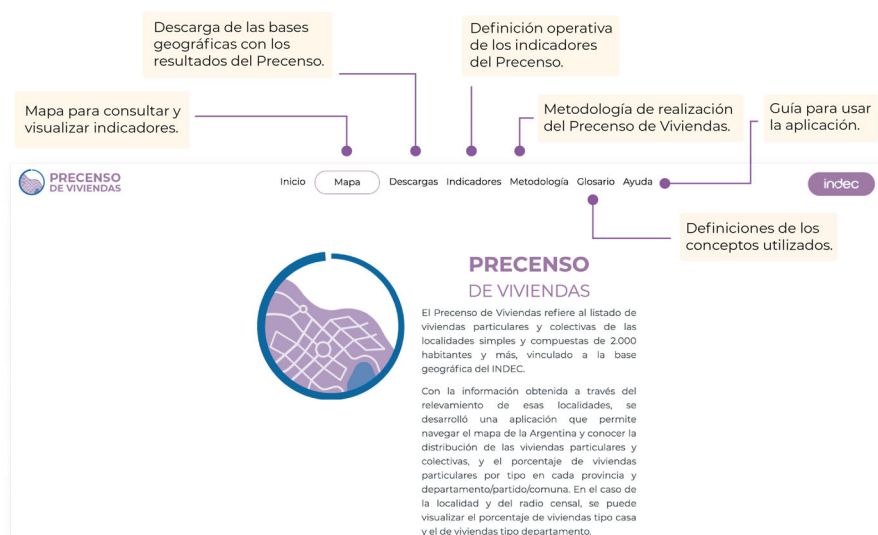 Descarga de las bases
geográficas con los
resultados del Precenso.
Definición operativa
de los indicadores
del Precenso.
Mapa para consultar y
visualizar indicadores.
Metodología de realización
del Precenso de Viviendas.
Guía para usar
la aplicación.
PRECENSO
DE VIVIENDAS
Inicio Mapa Descargas Indicadores Metodología Glosario Ayuda
indec
Definiciones de los
conceptos utilizados.
PRECENSO
DE VIVIENDAS
El Precenso de Viviendas refiere al listado de
viviendas particulares y colectivas de las
localidades simples y compuestas de 2.000
habitantes y más, vinculado a la base
geográfica del INDEC.
Con la información obtenida a través del
relevamiento de esas localidades, se
desarrolló una aplicación que permite
navegar el mapa de la Argentina y conocer la
distribución de las viviendas particulares y
colectivas, y el porcentaje de viviendas
particulares por tipo en cada provincia y
departamento/partido/comuna. En el caso de
la localidad y del radio censal, se puede
visualizar el porcentaje de viviendas tipo casa
y el de viviendas tipo departamento.